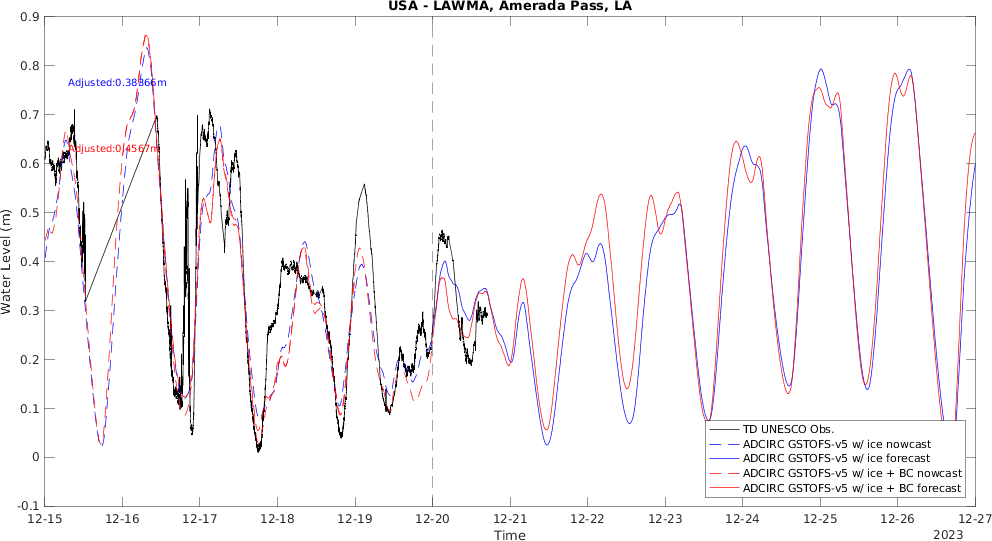 USA - LAWMA, Amerada Pass, LA
0.9
0.8
0.7
0.6
0.5
0.4
0.3
0.2
0.1
0
-0.1
Water Level (m)
Adjusted:0.38366m
Adjusted:0.4567m
TD UNESCO Obs.
ADCIRC GSTOFS-v5 w/ ice nowcast
ADCIRC GSTOFS-v5 w/ ice forecast
ADCIRC GSTOFS-v5 w/ ice + BC nowcast
ADCIRC GSTOFS-v5 w/ ice + BC forecast
12-15 12-16 12-17 12-18 12-19 12-20 12-21 12-22 12-23 12-24 12-25 12-26 12-27
Time
2023